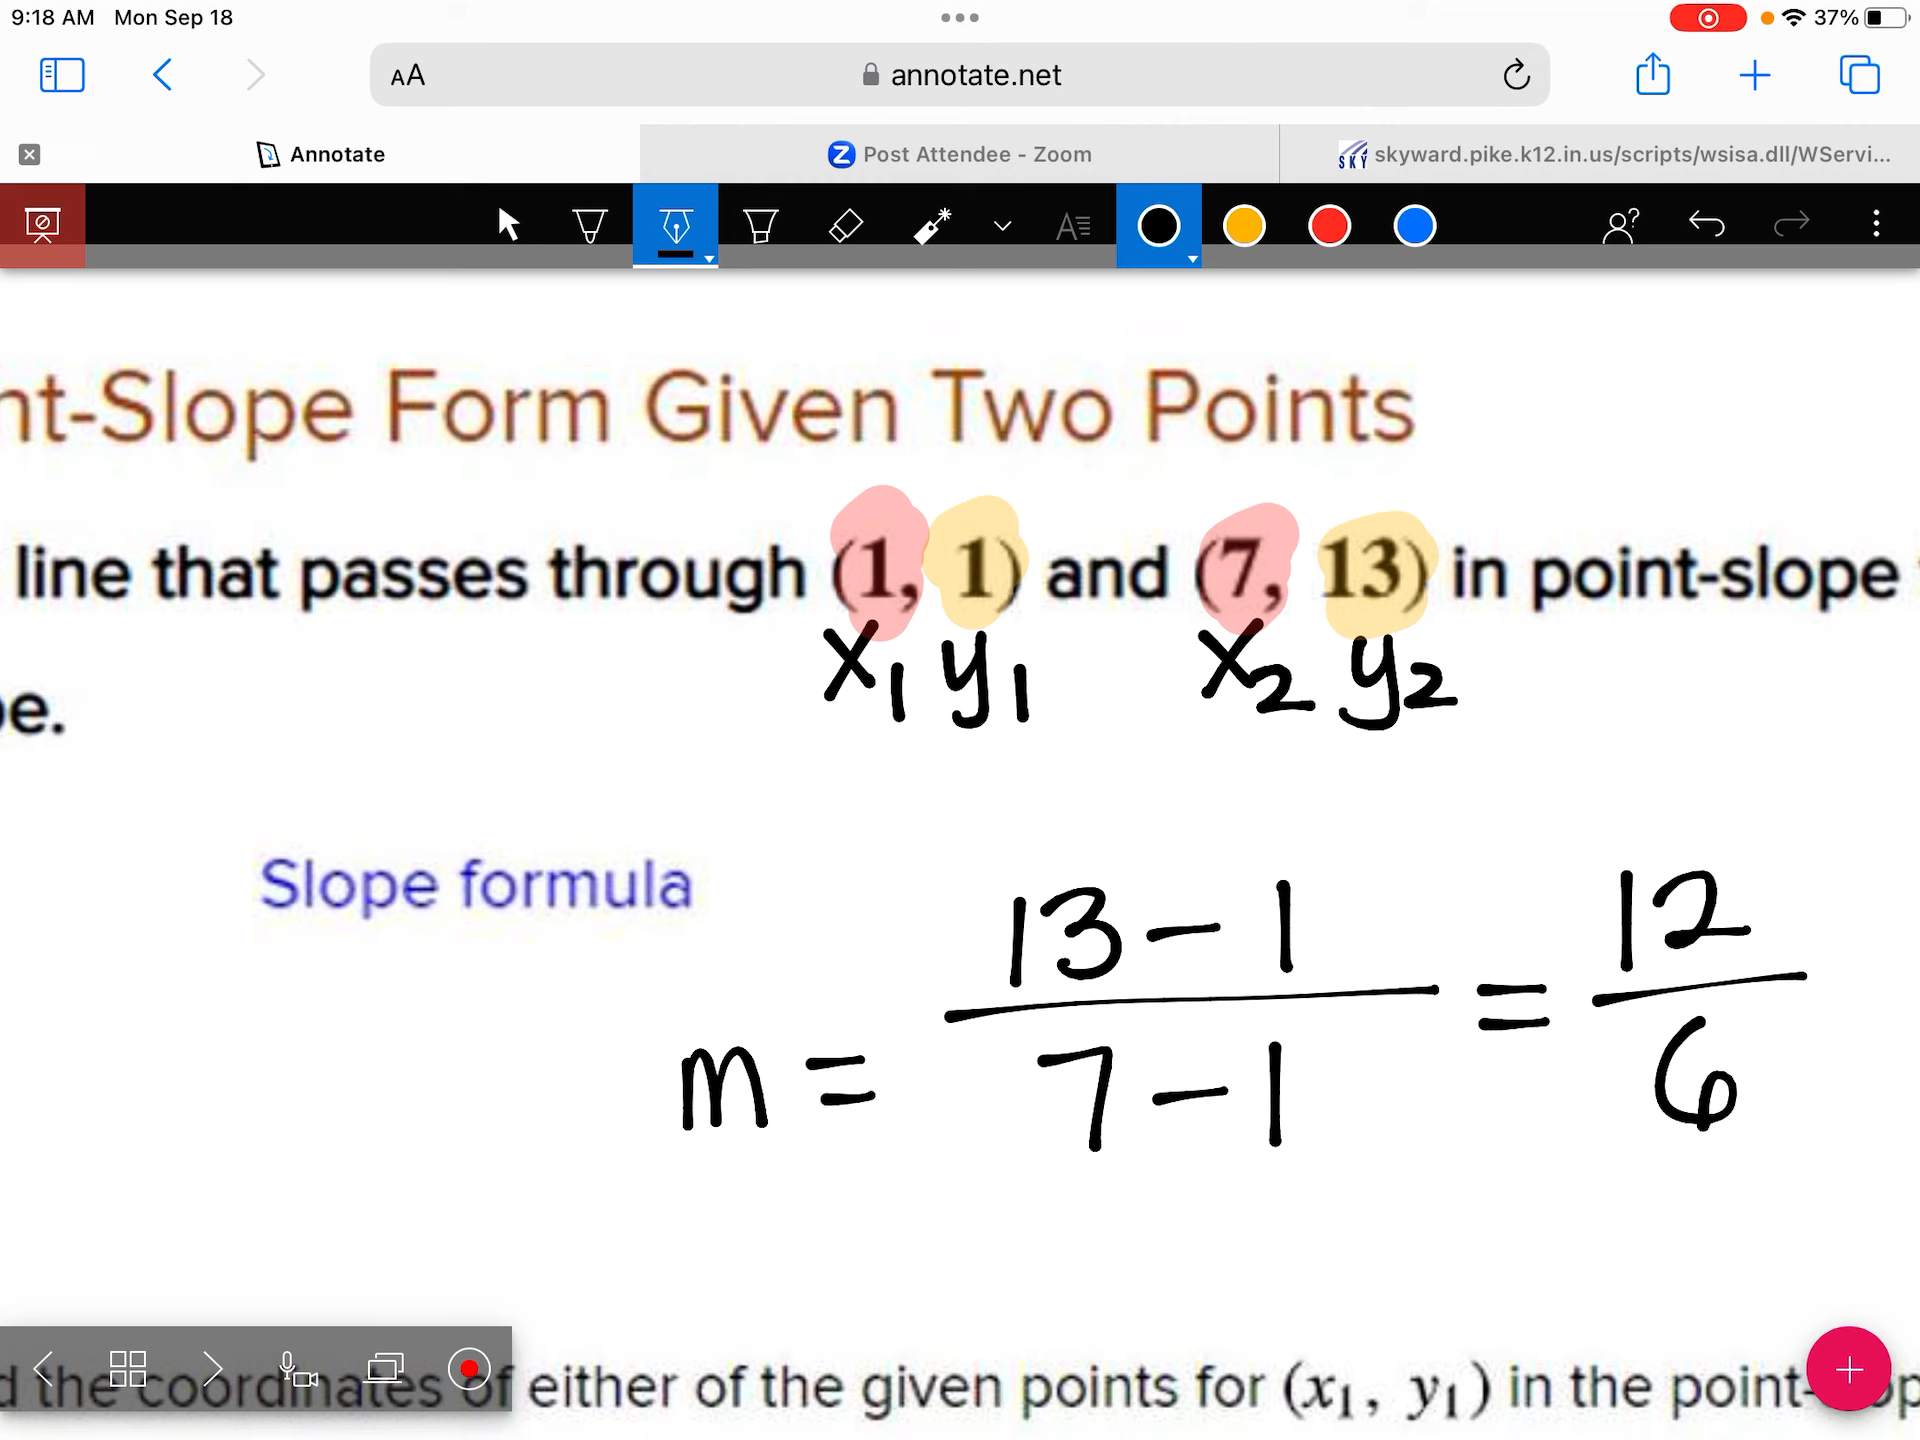 9:18 AM Mon Sep 18
37%
AA annotate.net
Annotate
Post Attendee - Zoom
SKY skyward.pike.k12.in.us/scripts/wsisa.dll/WServi...
nt-Slope Form Given Two Points
line that passes through (1, 1) and (7, 13) in point-slope
x1 y1 x2 y2
e.
Slope formula
m = 13 - 1 / 7 - 1 = 12 / 6
d the coordinates of either of the given points for (x1, y1) in the point-